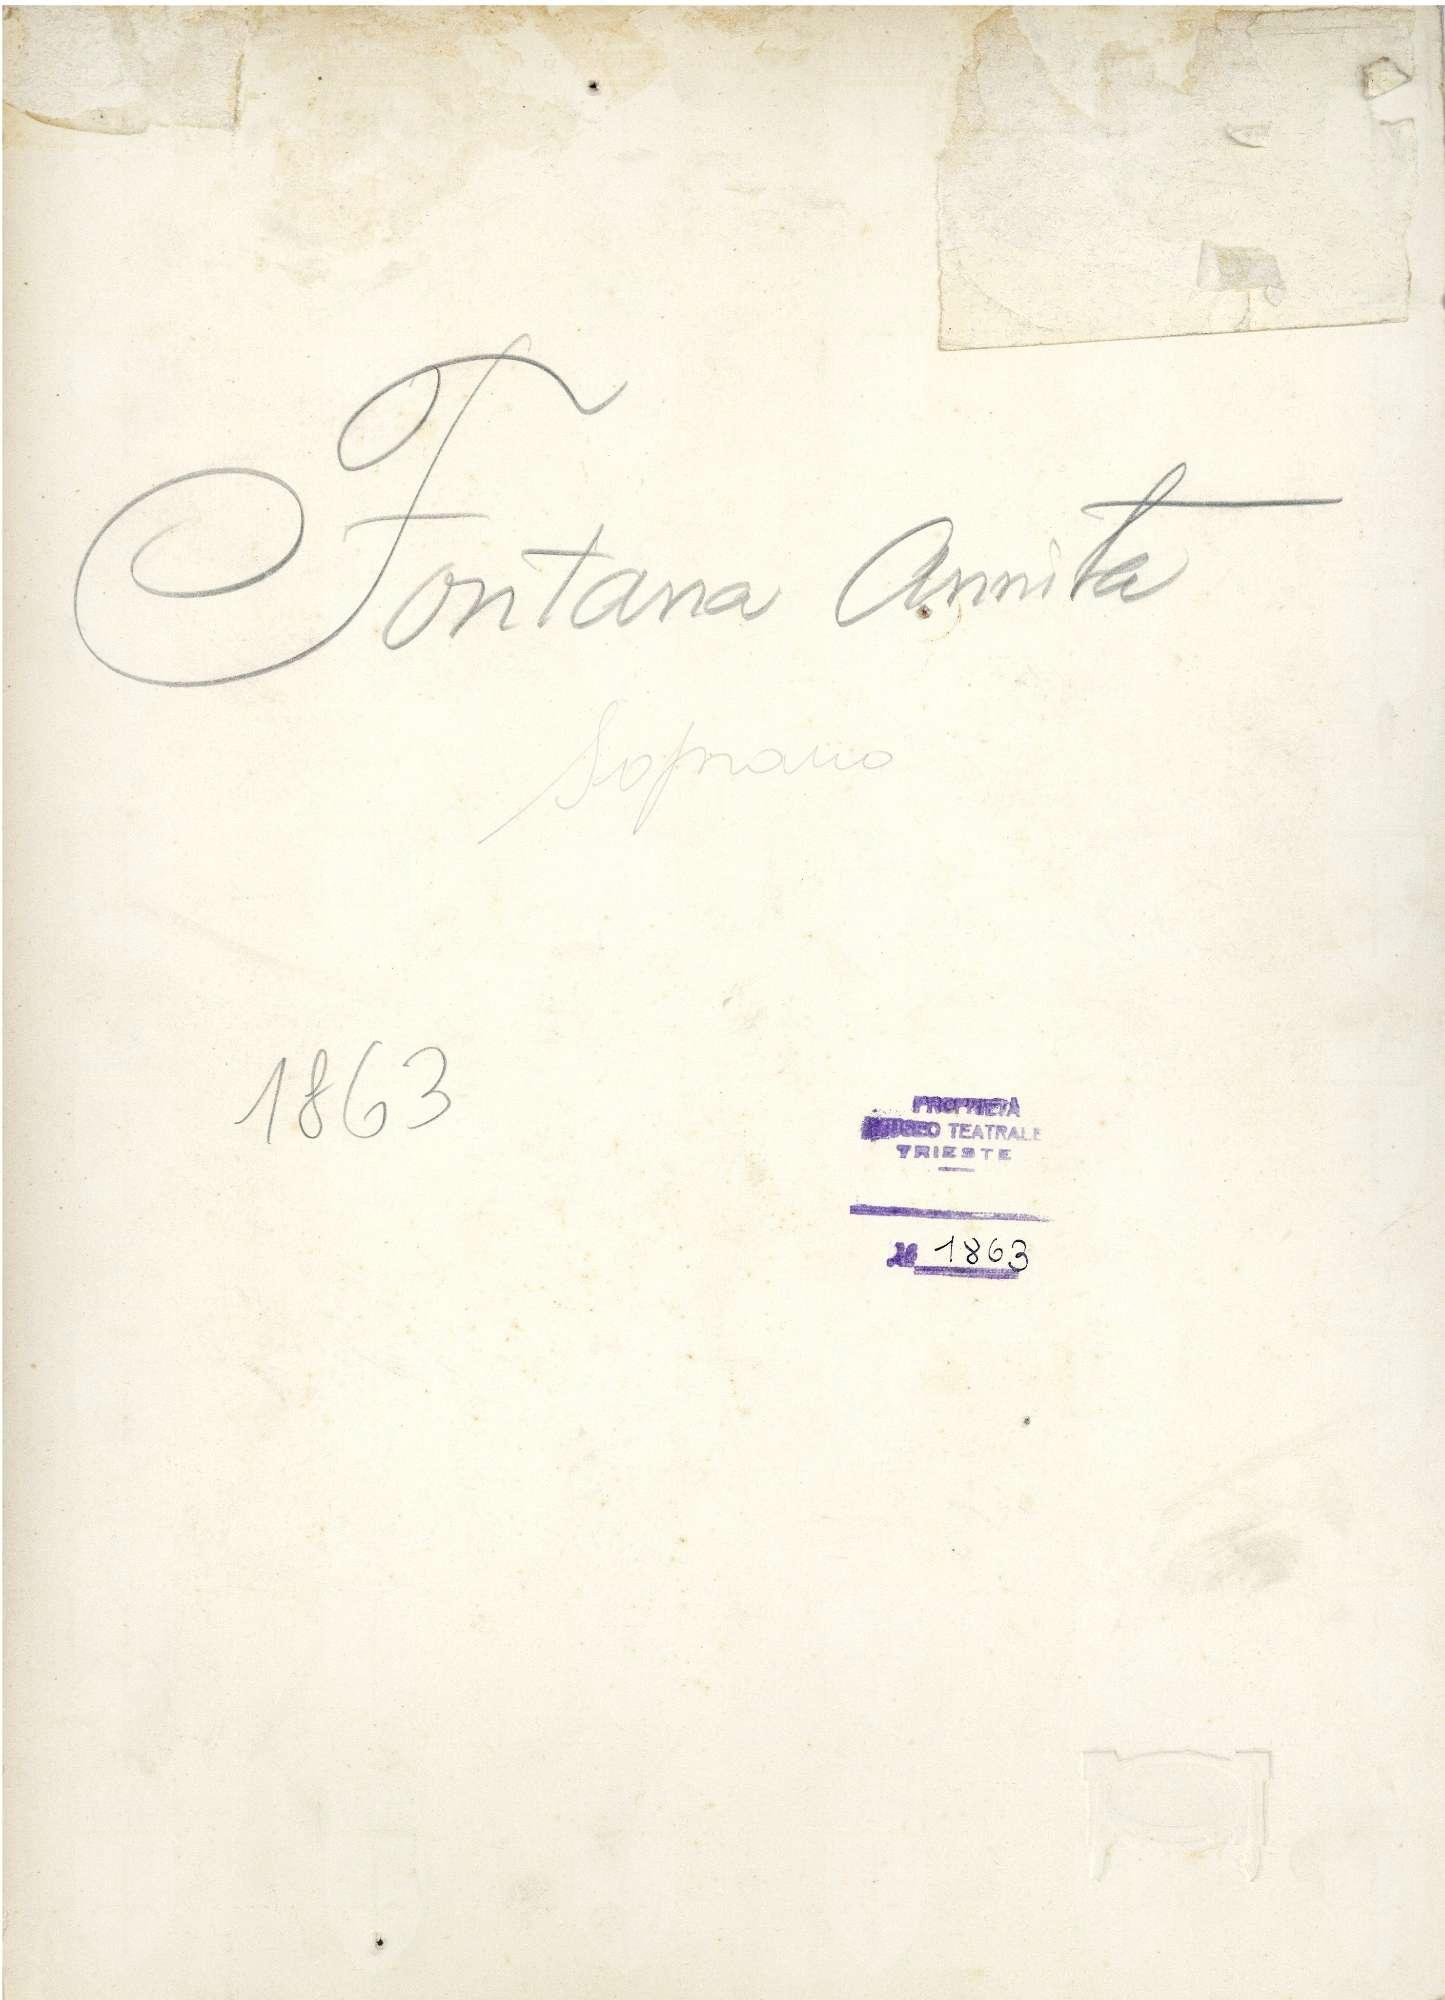 Fontana Annita
Soprano
1863
PROPRIETÀ
MUSEO TEATRALE
TRIESTE
№ 1863